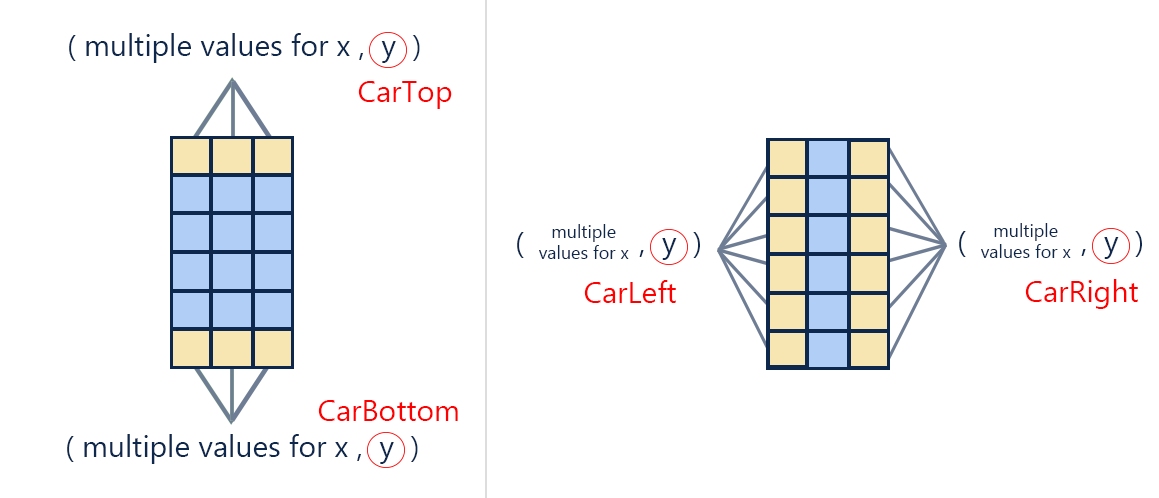 ( multiple values for x , y )
CarTop
CarBottom
( multiple values for x , y )
( multiple
values for x , y )
CarLeft
( multiple
values for x , y )
CarRight